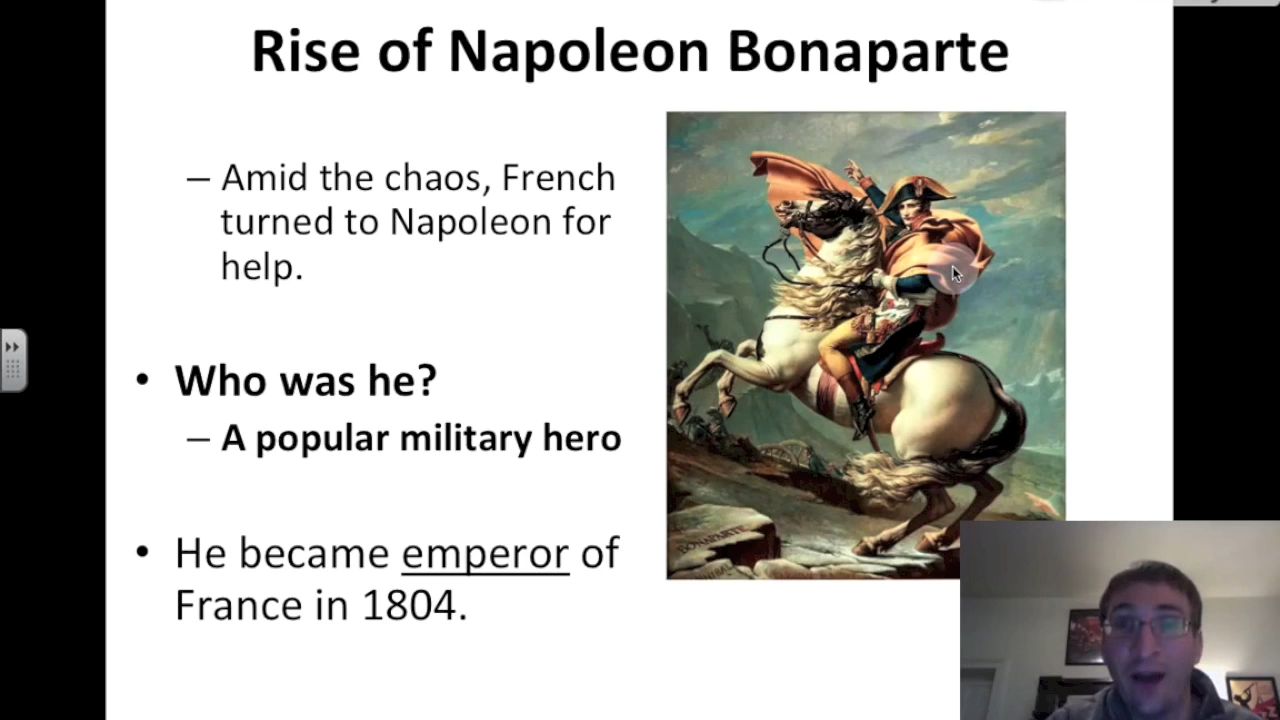 Rise of Napoleon Bonaparte
– Amid the chaos, French
turned to Napoleon for
help.
• Who was he?
– A popular military hero
• He became emperor of
France in 1804.
BONAPARTE